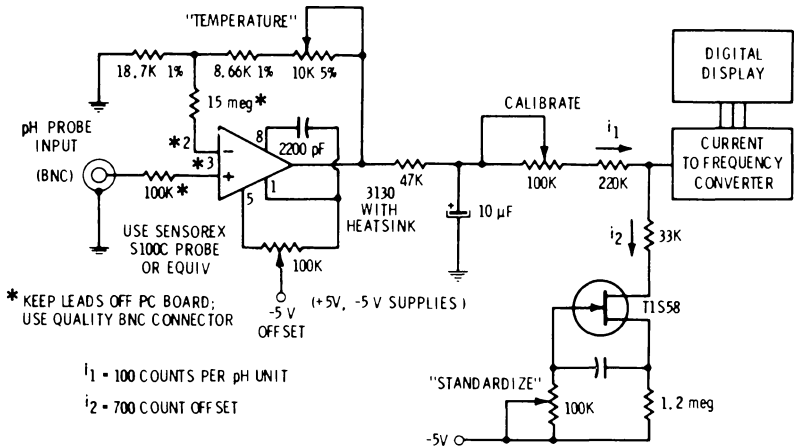 "TEMPERATURE"
18.7K 1%
8.66K 1%
10K 5%
15 meg*
pH PROBE
INPUT
(BNC)
*2
*3
-
+
8
2200 pF
1
5
100K*
USE SENSOREX
S100C PROBE
OR EQUIV
100K
-5 V
OFFSET
(+5V, -5 V SUPPLIES)
3130
WITH
HEATSINK
47K
+
10 µF
CALIBRATE
100K
i1
220K
DIGITAL
DISPLAY
CURRENT
TO FREQUENCY
CONVERTER
i2
33K
T1S58
* KEEP LEADS OFF PC BOARD;
USE QUALITY BNC CONNECTOR
i1 = 100 COUNTS PER pH UNIT
i2 = 700 COUNT OFFSET
"STANDARDIZE"
100K
1.2 meg
-5V